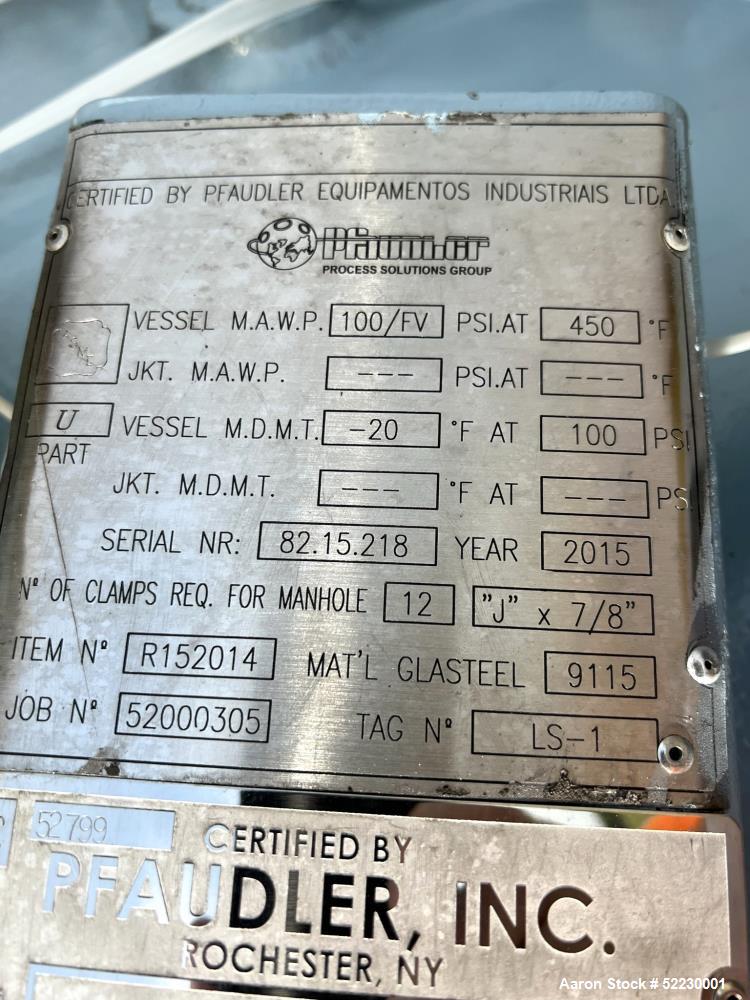 CERTIFIED BY PFAUDLER EQUIPAMENTOS INDUSTRIAIS LTDA
Pfaudler
PROCESS SOLUTIONS GROUP
VESSEL M.A.W.P. 100/FV PSI.AT 450 °F
JKT. M.A.W.P. --- PSI.AT --- °F
U VESSEL M.D.M.T. -20 °F AT 100 PSI
PART
JKT. M.D.M.T. --- °F AT --- PS
SERIAL NR: 82.15.218 YEAR 2015
Nº OF CLAMPS REQ. FOR MANHOLE 12 "J" x 7/8"
ITEM Nº R152014 MAT'L GLASTEEL 9115
JOB Nº 52000305 TAG Nº LS-1
52799
CERTIFIED BY
PFAUDLER, INC.
ROCHESTER, NY
Aaron Stock # 52230001